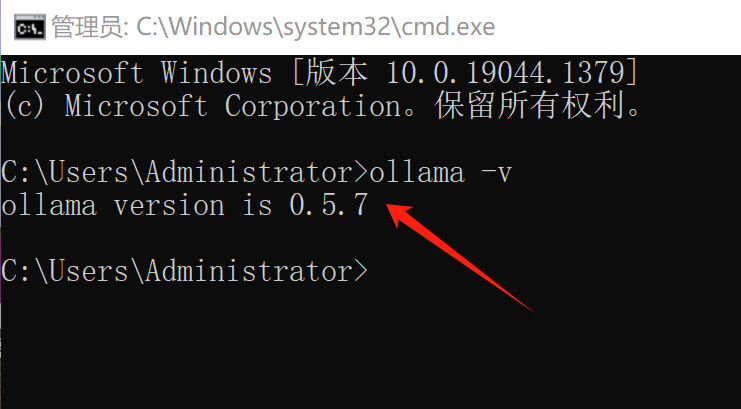 管理员: C:\Windows\system32\cmd.exe
Microsoft Windows [版本 10.0.19044.1379]
(c) Microsoft Corporation。保留所有权利。
C:\Users\Administrator>ollama -v
ollama version is 0.5.7
C:\Users\Administrator>